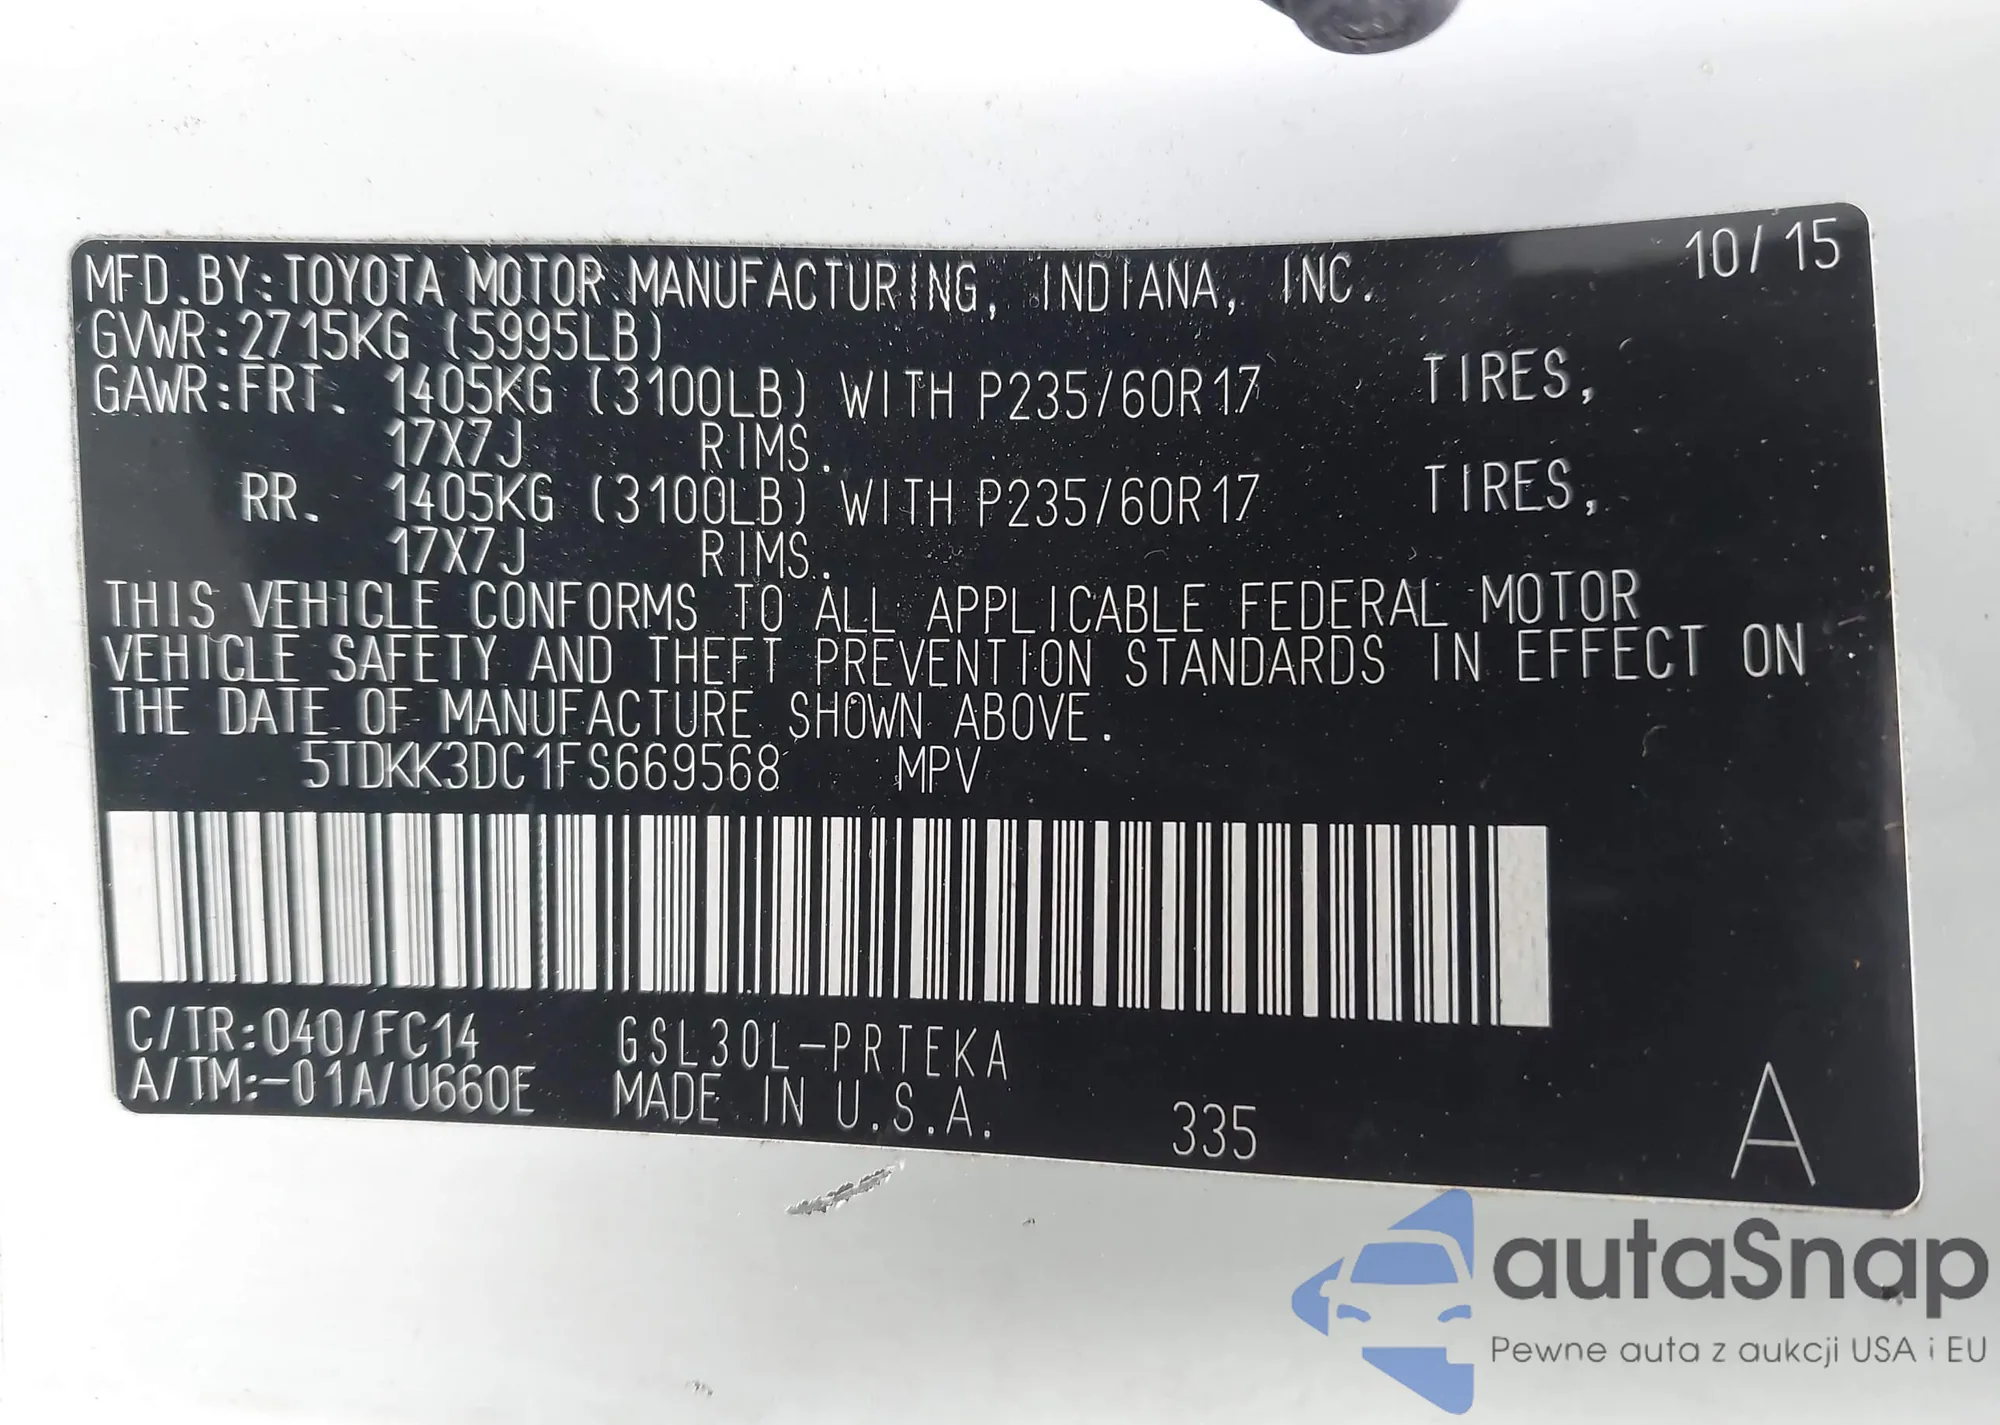 10/15
MFD. BY: TOYOTA MOTOR MANUFACTURING, INDIANA, INC.
GVWR: 2715KG (5995LB)
GAWR: FRT. 1405KG (3100LB) WITH P235/60R17 TIRES,
17X7J RIMS.
RR. 1405KG (3100LB) WITH P235/60R17 TIRES,
17X7J RIMS.
THIS VEHICLE CONFORMS TO ALL APPLICABLE FEDERAL MOTOR
VEHICLE SAFETY AND THEFT PREVENTION STANDARDS IN EFFECT ON
THE DATE OF MANUFACTURE SHOWN ABOVE.
5TDKK3DC1FS669568 MPV
C/TR: 040/FC14 GSL30L-PRTEKA
A/TM: -01A/U660E MADE IN U.S.A. 335 A
autaSnap
Pewne auta z aukcji USA i EU